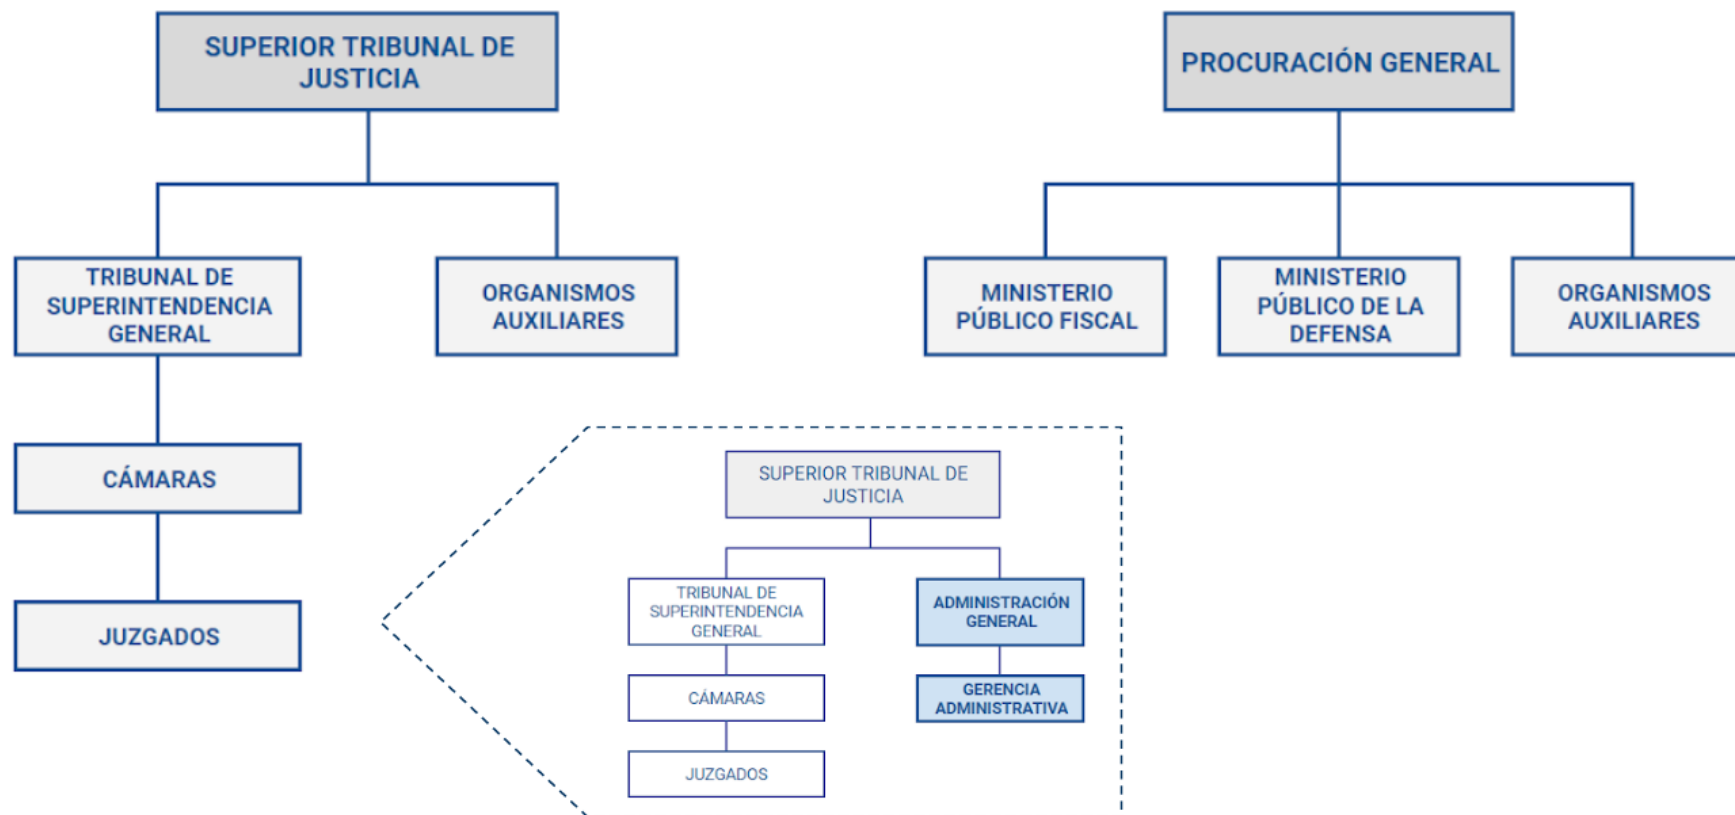 SUPERIOR TRIBUNAL DE
JUSTICIA
PROCURACIÓN GENERAL
TRIBUNAL DE
SUPERINTENDENCIA
GENERAL
ORGANISMOS
AUXILIARES
MINISTERIO
PÚBLICO FISCAL
MINISTERIO
PÚBLICO DE LA
DEFENSA
ORGANISMOS
AUXILIARES
CÁMARAS
JUZGADOS
SUPERIOR TRIBUNAL DE
JUSTICIA
TRIBUNAL DE
SUPERINTENDENCIA
GENERAL
ADMINISTRACIÓN
GENERAL
CÁMARAS
GERENCIA
ADMINISTRATIVA
JUZGADOS